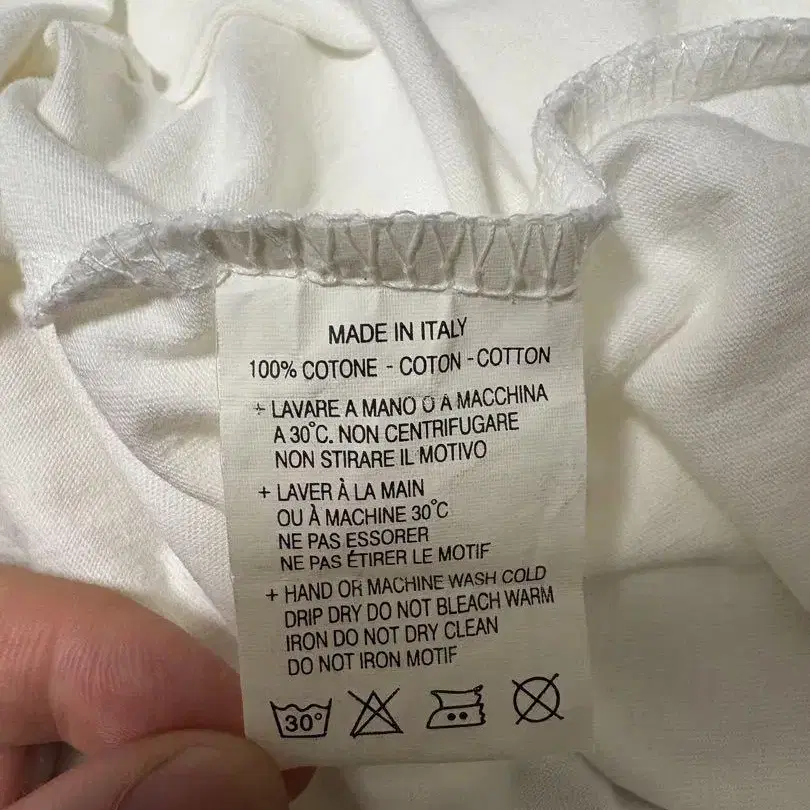 MADE IN ITALY
100% COTONE - COTON - COTTON
+ LAVARE A MANO O A MACCHINA
A 30°C. NON CENTRIFUGARE
NON STIRARE IL MOTIVO
+ LAVER À LA MAIN
OU À MACHINE 30°C
NE PAS ESSORER
NE PAS ÉTIRER LE MOTIF
+ HAND OR MACHINE WASH COLD
DRIP DRY DO NOT BLEACH WARM
IRON DO NOT DRY CLEAN
DO NOT IRON MOTIF
30°